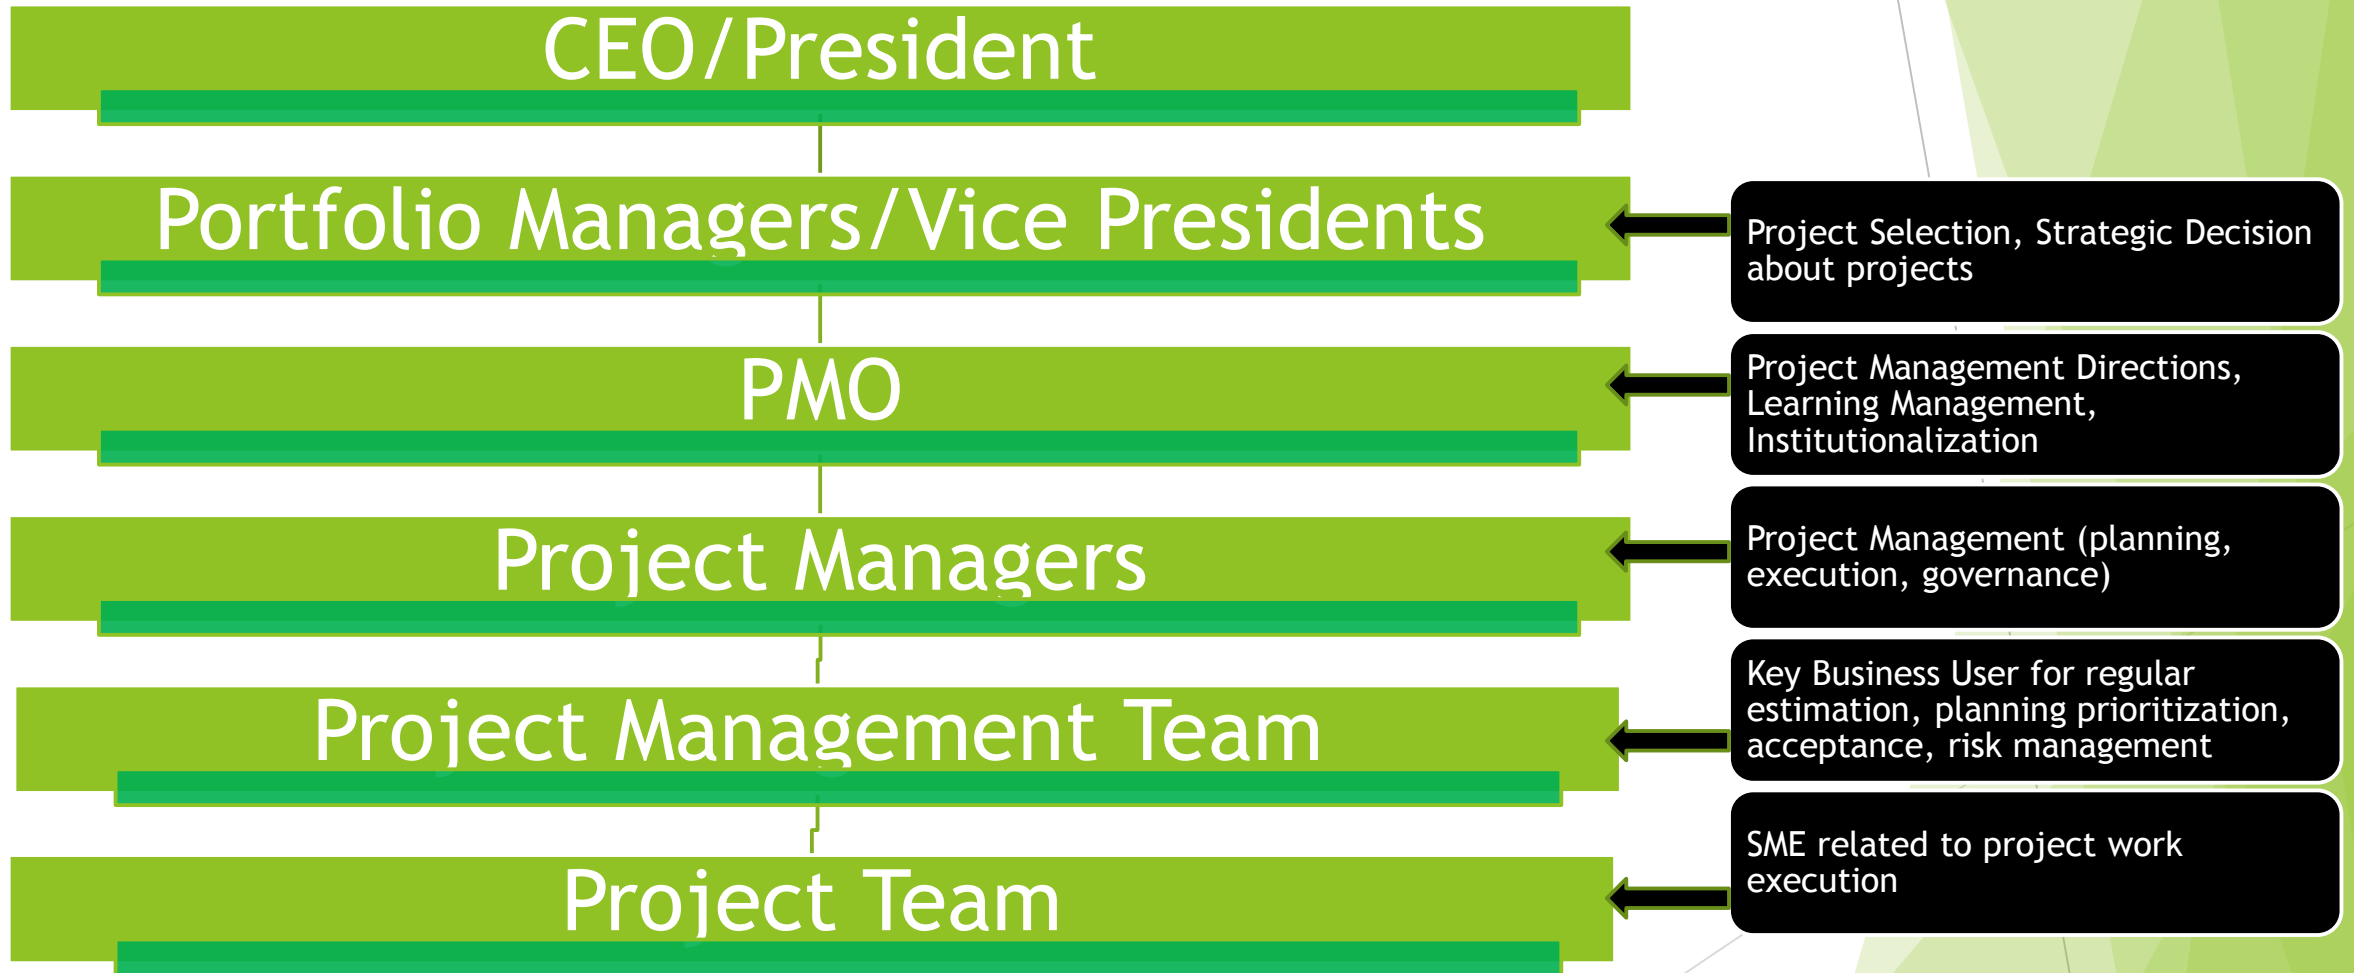 CEO/President
Portfolio Managers/Vice Presidents
Project Selection, Strategic Decision
about projects
PMO
Project Management Directions,
Learning Management,
Institutionalization
Project Managers
Project Management (planning,
execution, governance)
Project Management Team
Key Business User for regular
estimation, planning prioritization,
acceptance, risk management
Project Team
SME related to project work
execution